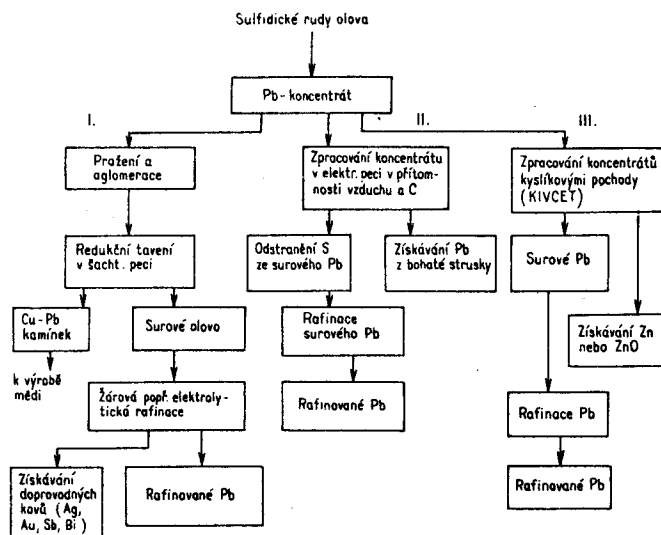 Sulfidické rudy olova
Pb-koncentrát
I.
II.
III.
Pražení a
aglomerace
Zpracování koncentrátu
v elektr. peci v přítom-
nosti vzduchu a C
Zpracování koncentrátů
kyslíkovými pochody
(KIVCET)
Redukční tavení
v šacht. peci
Odstranění S
ze surového Pb
Získávání Pb
z bohaté strusky
Surové Pb
Cu-Pb
kamínek
Surové olovo
Rafinace
surového Pb
Získávání Zn
nebo ZnO
k výrobě
mědi
Žárová popř. elektroly-
tická rafinace
Rafinované Pb
Rafinace Pb
Získávání
doprovodných
kovů (Ag,
Au, Sb, Bi)
Rafinované Pb
Rafinované Pb